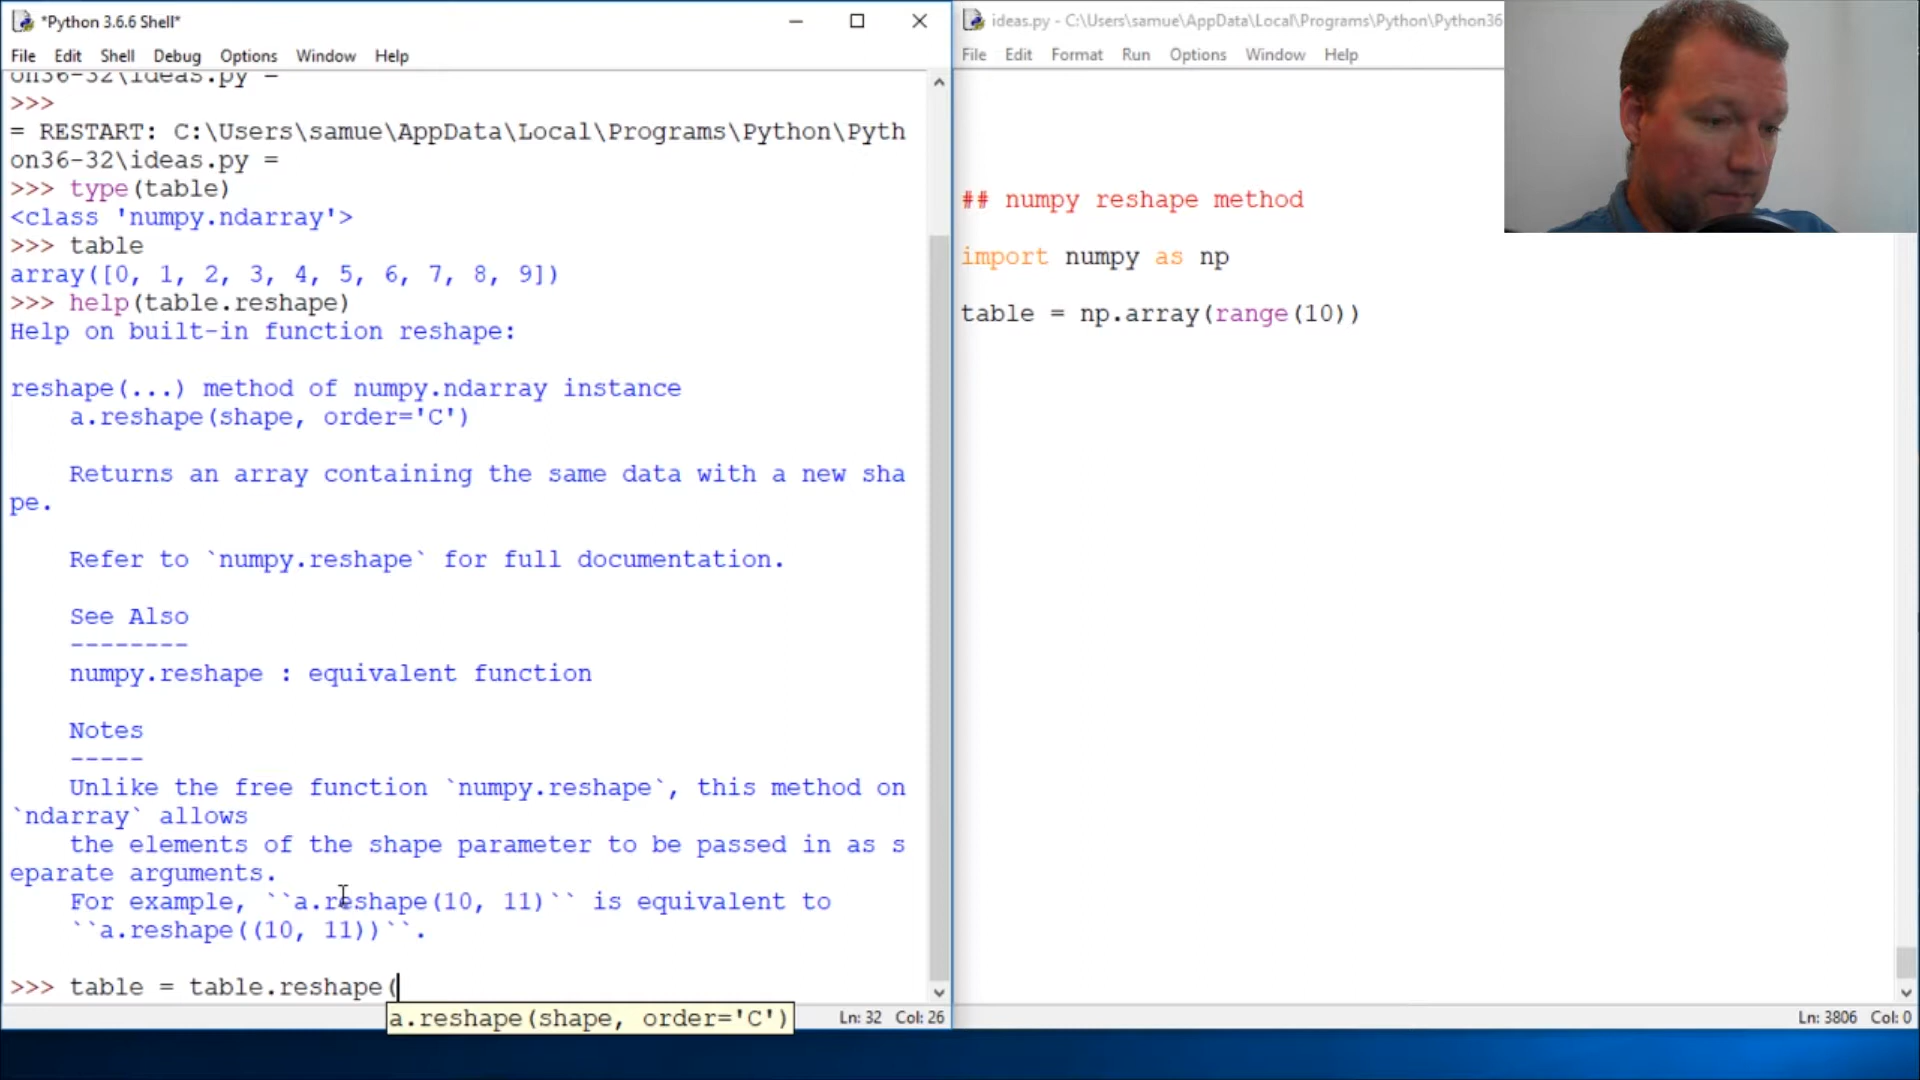 *Python 3.6.6 Shell*
File Edit Shell Debug Options Window Help
on36-32\ideas.py =
>>>
= RESTART: C:\Users\samue\AppData\Local\Programs\Python\Pyth
on36-32\ideas.py =
>>> type(table)
<class 'numpy.ndarray'>
>>> table
array([0, 1, 2, 3, 4, 5, 6, 7, 8, 9])
>>> help(table.reshape)
Help on built-in function reshape:
reshape(...) method of numpy.ndarray instance
a.reshape(shape, order='C')
Returns an array containing the same data with a new sha
pe.
Refer to `numpy.reshape` for full documentation.
See Also
--------
numpy.reshape : equivalent function
Notes
-----
Unlike the free function `numpy.reshape`, this method on
`ndarray` allows
the elements of the shape parameter to be passed in as s
eparate arguments.
For example, ``a.reshape(10, 11)`` is equivalent to
``a.reshape((10, 11))``.
>>> table = table.reshape(
a.reshape(shape, order='C')
Ln: 32 Col: 26
ideas.py - C:\Users\samue\AppData\Local\Programs\Python\Python36
File Edit Format Run Options Window Help
## numpy reshape method
import numpy as np
table = np.array(range(10))
Ln: 3806 Col: 0